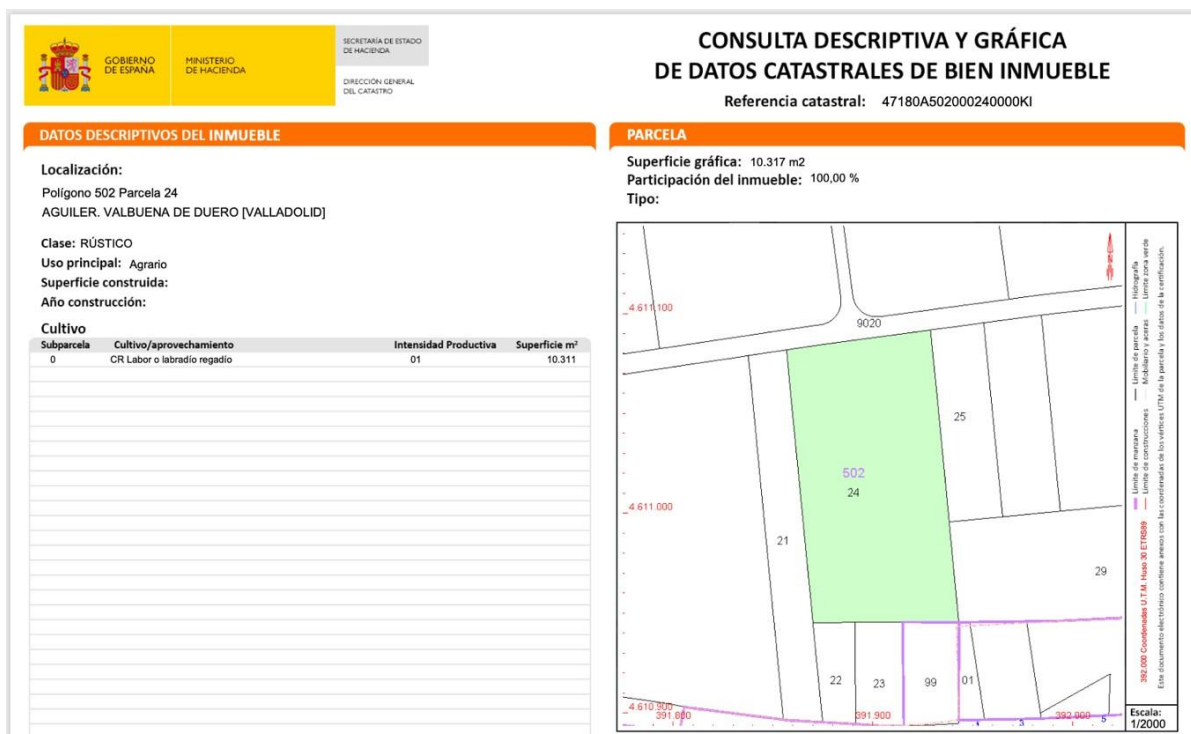 GOBIERNO
DE ESPAÑA
MINISTERIO
DE HACIENDA
SECRETARÍA DE ESTADO
DE HACIENDA
DIRECCIÓN GENERAL
DEL CATASTRO
CONSULTA DESCRIPTIVA Y GRÁFICA
DE DATOS CATASTRALES DE BIEN INMUEBLE
Referencia catastral: 47180A502000240000KI
DATOS DESCRIPTIVOS DEL INMUEBLE
Localización:
Polígono 502 Parcela 24
AGUILER. VALBUENA DE DUERO [VALLADOLID]
Clase: RÚSTICO
Uso principal: Agrario
Superficie construida:
Año construcción:
Cultivo
Subparcela Cultivo/aprovechamiento Intensidad Productiva Superficie m²
0 CR Labor o labradío regadío 01 10.311
PARCELA
Superficie gráfica: 10.317 m2
Participación del inmueble: 100,00 %
Tipo:
4.611.100
9020
25
502
24
4.611.000
21
29
22
23
99
01
4.610.900
391.800
391.900
392.000
3
5
392.000 Coordenadas U.T.M. Huso 30 ETRS89
Límite de manzana
Límite de parcela
Hidrografía
Límite de construcciones
Mobiliario y aceras
Límite zona verde
Este documento electrónico contiene anexos con las coordenadas de los vértices UTM de la parcela y los datos de la certificación.
Escala:
1/2000